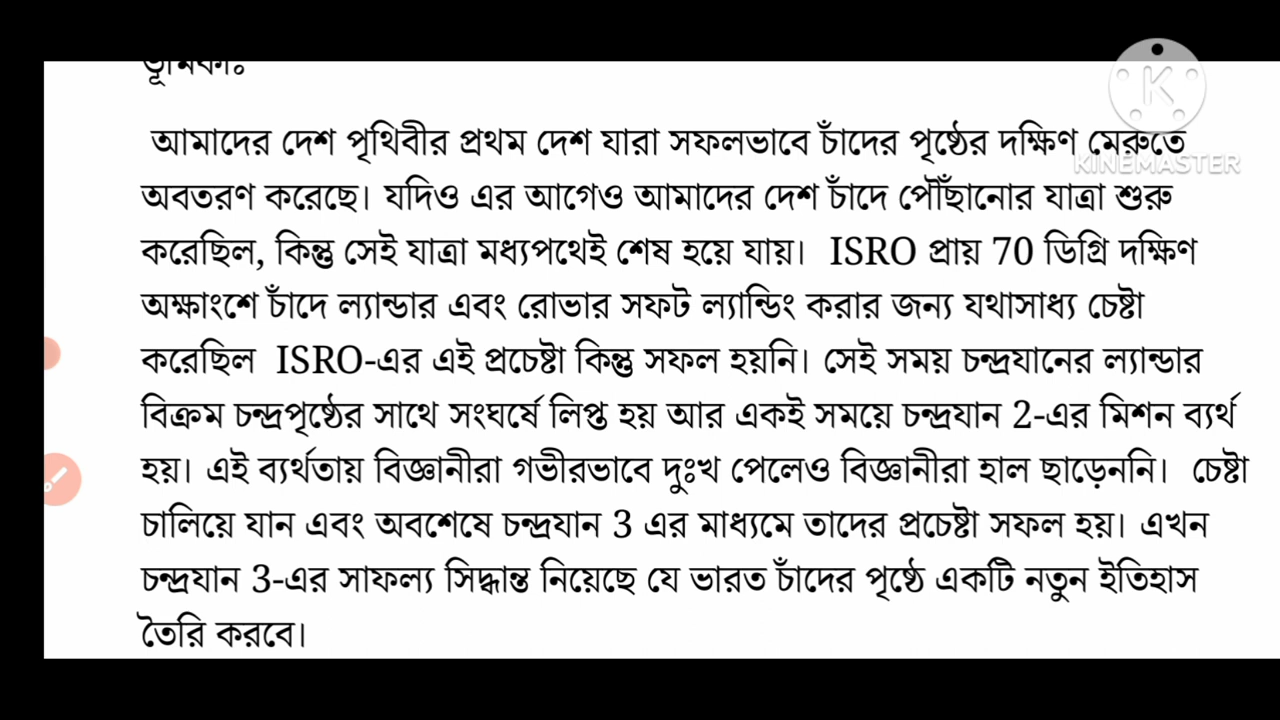 ভূমিকাঃ
আমাদের দেশ পৃথিবীর প্রথম দেশ যারা সফলভাবে চাঁদের পৃষ্ঠের দক্ষিণ মেরুতে
KINEMASTER
অবতরণ করেছে। যদিও এর আগেও আমাদের দেশ চাঁদে পৌঁছানোর যাত্রা শুরু
করেছিল, কিন্তু সেই যাত্রা মধ্যপথেই শেষ হয়ে যায়। ISRO প্রায় 70 ডিগ্রি দক্ষিণ
অক্ষাংশে চাঁদে ল্যান্ডার এবং রোভার সফট ল্যান্ডিং করার জন্য যথাসাধ্য চেষ্টা
করেছিল ISRO-এর এই প্রচেষ্টা কিন্তু সফল হয়নি। সেই সময় চন্দ্রযানের ল্যান্ডার
বিক্রম চন্দ্রপৃষ্ঠের সাথে সংঘর্ষে লিপ্ত হয় আর একই সময়ে চন্দ্রযান 2-এর মিশন ব্যর্থ
হয়। এই ব্যর্থতায় বিজ্ঞানীরা গভীরভাবে দুঃখ পেলেও বিজ্ঞানীরা হাল ছাড়েননি। চেষ্টা
চালিয়ে যান এবং অবশেষে চন্দ্রযান 3 এর মাধ্যমে তাদের প্রচেষ্টা সফল হয়। এখন
চন্দ্রযান 3-এর সাফল্য সিদ্ধান্ত নিয়েছে যে ভারত চাঁদের পৃষ্ঠে একটি নতুন ইতিহাস
তৈরি করবে।